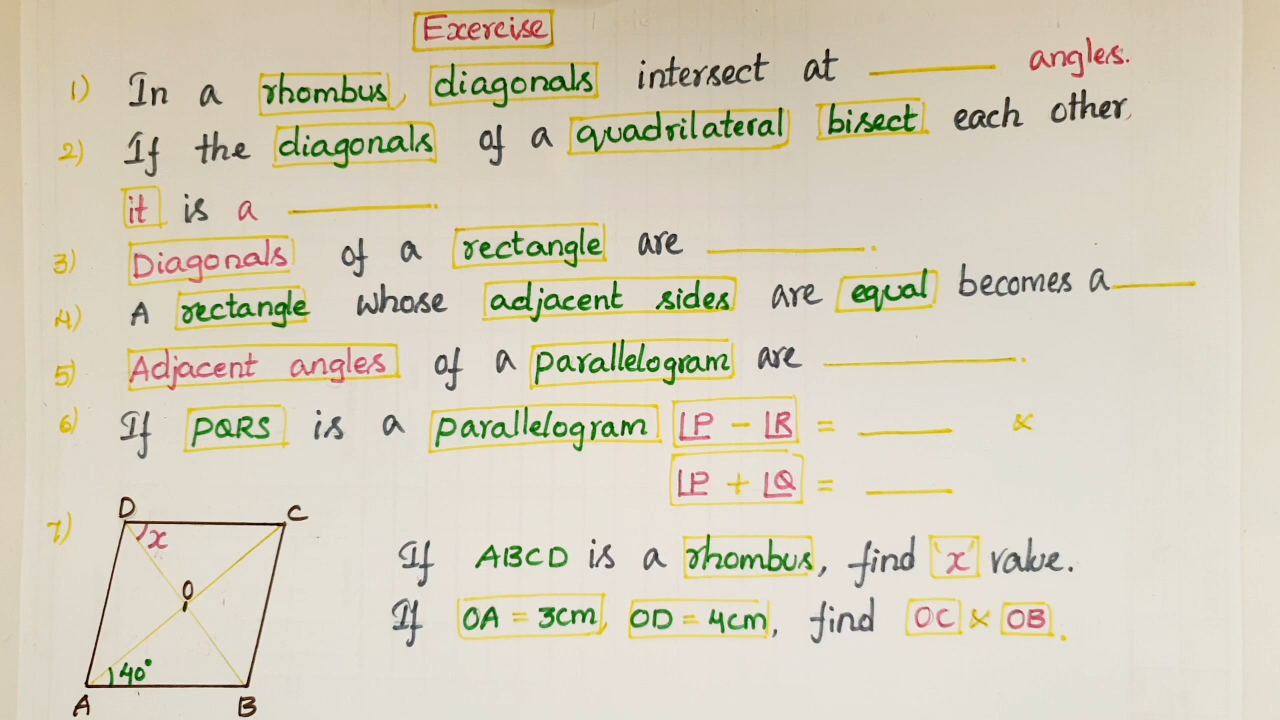 Exercise
1) In a rhombus, diagonals intersect at ______ angles.
2) If the diagonals of a quadrilateral bisect each other,
it is a ______
3) Diagonals of a rectangle are ______.
4) A rectangle whose adjacent sides are equal becomes a ______
5) Adjacent angles of a parallelogram are ______.
6) If PQRS is a parallelogram ∠P - ∠R = ______ &
∠P + ∠Q = ______
7) D C
x
If ABCD is a rhombus, find 'x' value.
O
If OA = 3cm, OD = 4cm, find OC & OB.
40°
A B